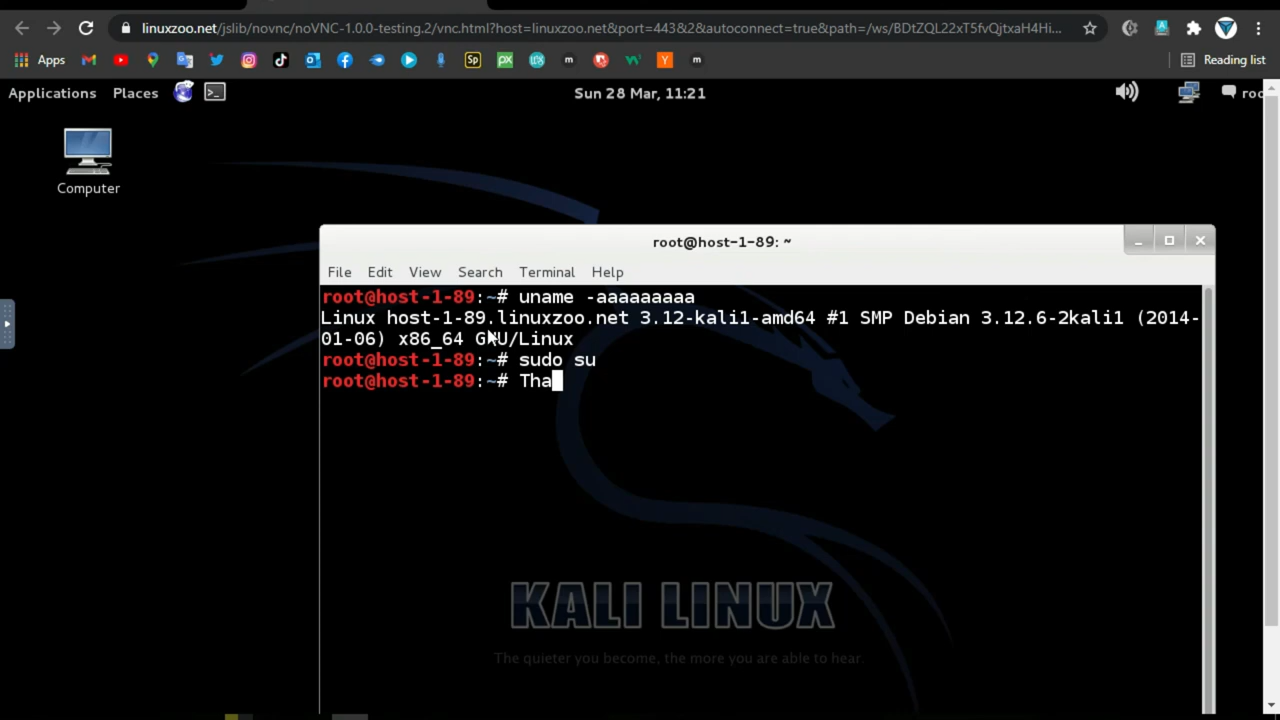 linuxzoo.net/jslib/novnc/noVNC-1.0.0-testing.2/vnc.html?host=linuxzoo.net&port=443&2&autoconnect=true&path=/ws/BDtZQL22xT5fvQjtxaH4Hi...
Apps
Sp
px
m
Y
m
Reading list
Applications Places
Sun 28 Mar, 11:21
roo
Computer
root@host-1-89: ~
File Edit View Search Terminal Help
root@host-1-89:~# uname -aaaaaaaaa
Linux host-1-89.linuxzoo.net 3.12-kali1-amd64 #1 SMP Debian 3.12.6-2kali1 (2014-
01-06) x86_64 GNU/Linux
root@host-1-89:~# sudo su
root@host-1-89:~# Tha
KALI LINUX
The quieter you become, the more you are able to hear.